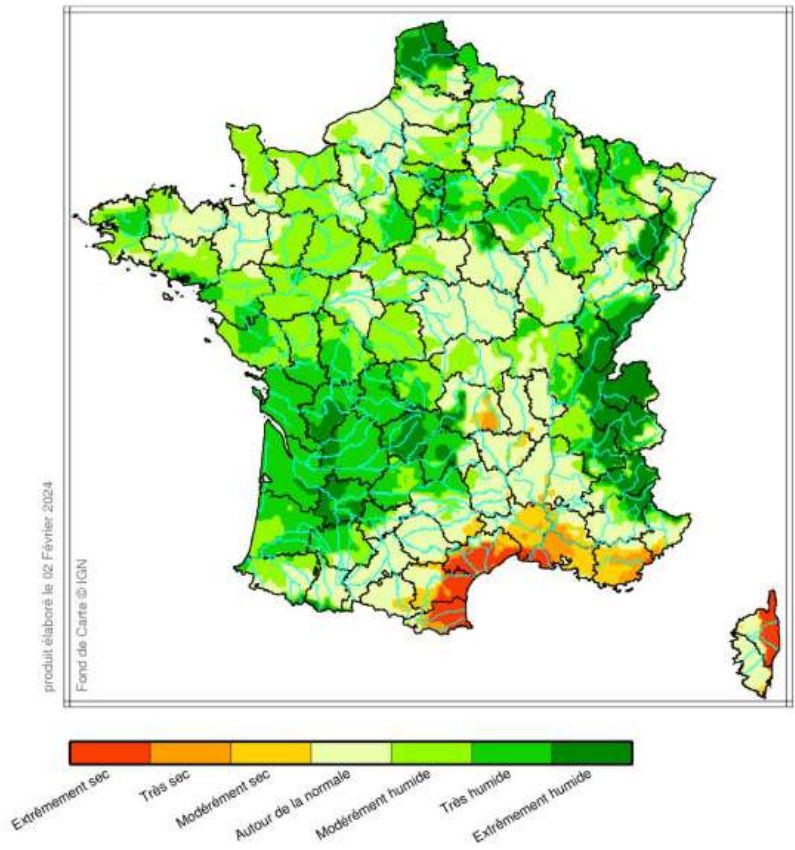 produit élaboré le 02 Février 2024
Fond de Carte © IGN
Extrêmement sec
Très sec
Modérément sec
Autour de la normale
Modérément humide
Très humide
Extrêmement humide